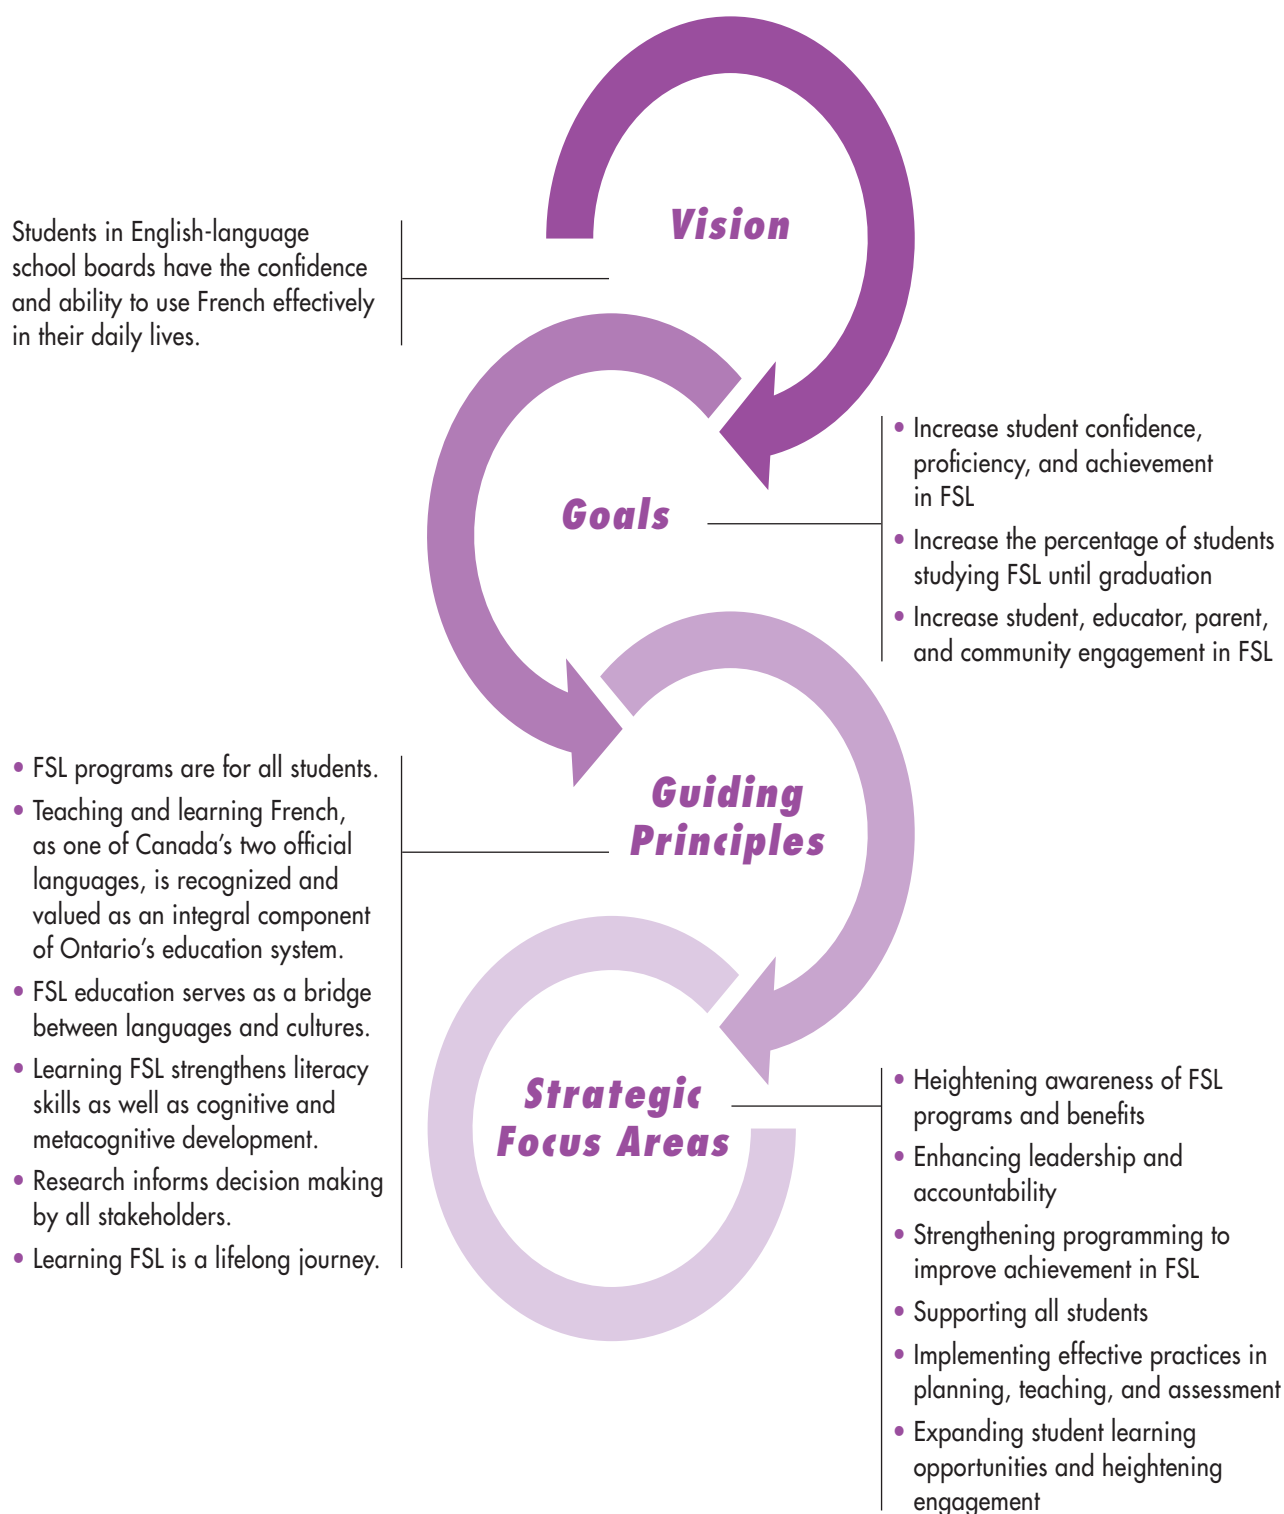 Vision
Students in English-language
school boards have the confidence
and ability to use French effectively
in their daily lives.
Goals
• Increase student confidence,
proficiency, and achievement
in FSL
• Increase the percentage of students
studying FSL until graduation
• Increase student, educator, parent,
and community engagement in FSL
Guiding
Principles
• FSL programs are for all students.
• Teaching and learning French,
as one of Canada’s two official
languages, is recognized and
valued as an integral component
of Ontario’s education system.
• FSL education serves as a bridge
between languages and cultures.
• Learning FSL strengthens literacy
skills as well as cognitive and
metacognitive development.
• Research informs decision making
by all stakeholders.
• Learning FSL is a lifelong journey.
Strategic
Focus Areas
• Heightening awareness of FSL
programs and benefits
• Enhancing leadership and
accountability
• Strengthening programming to
improve achievement in FSL
• Supporting all students
• Implementing effective practices in
planning, teaching, and assessment
• Expanding student learning
opportunities and heightening
engagement